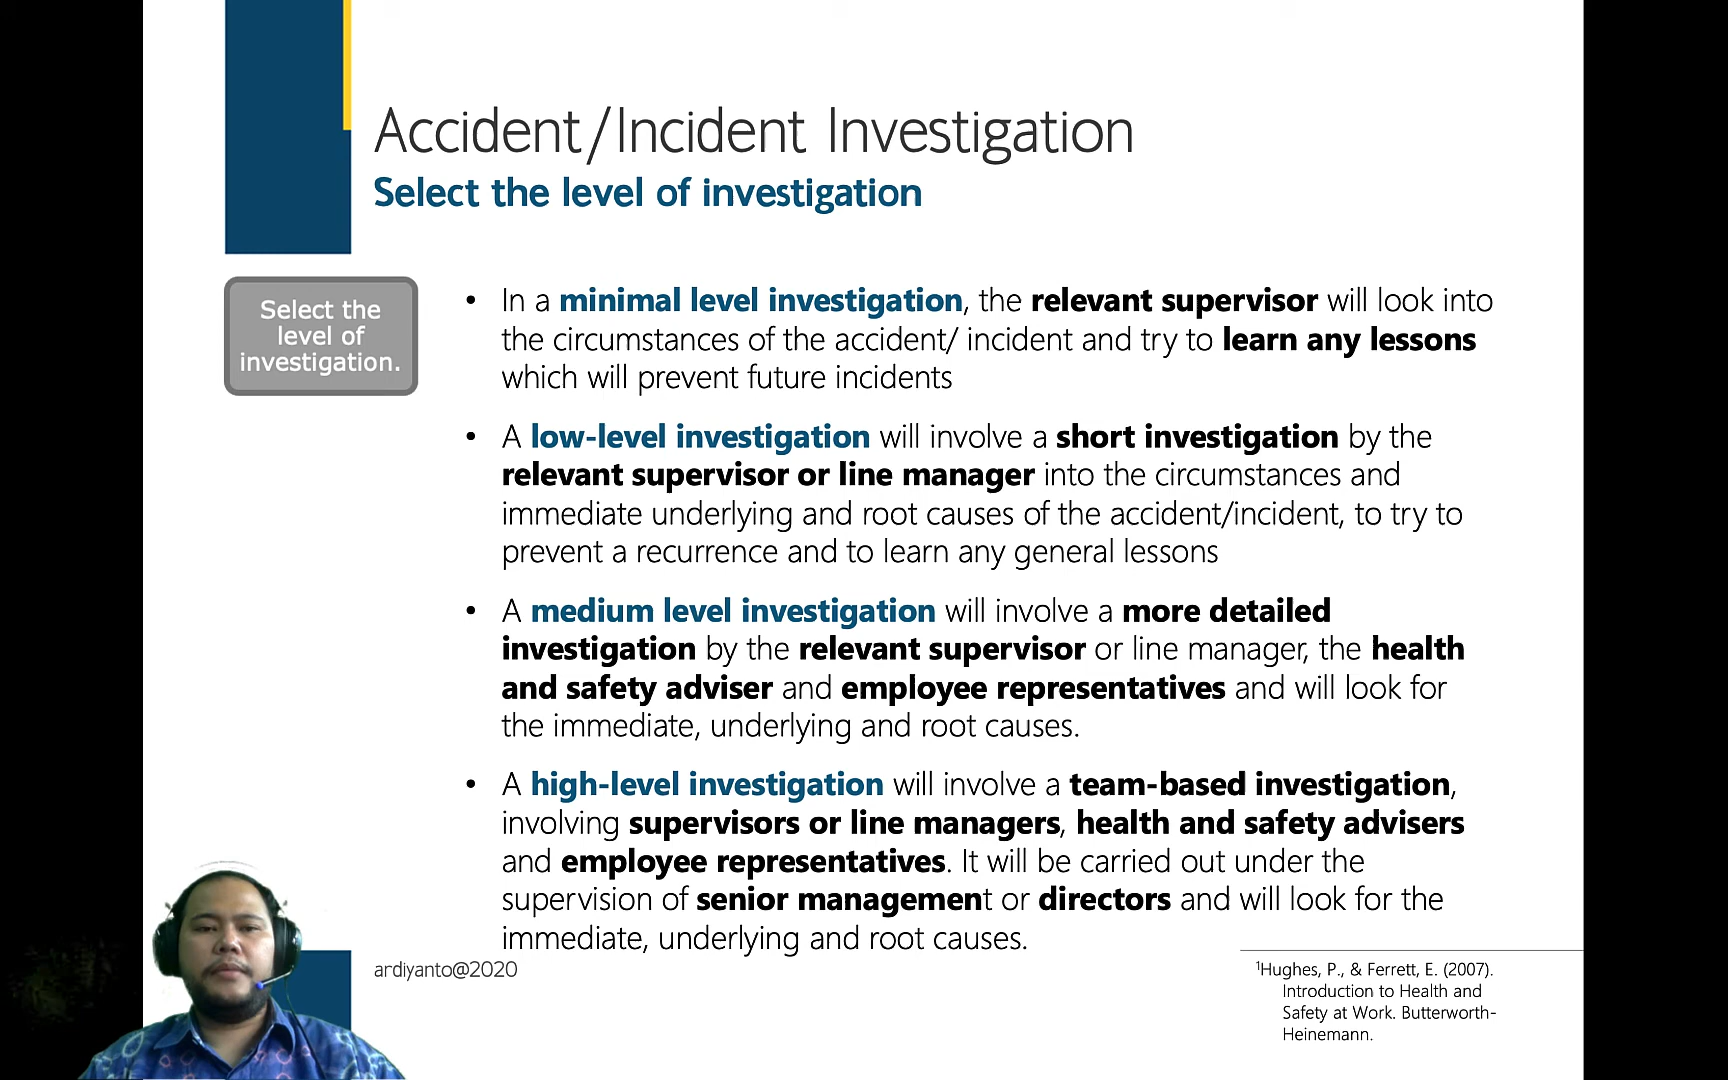 Accident/Incident Investigation
Select the level of investigation
Select the
level of
investigation.
• In a minimal level investigation, the relevant supervisor will look into
the circumstances of the accident/ incident and try to learn any lessons
which will prevent future incidents
• A low-level investigation will involve a short investigation by the
relevant supervisor or line manager into the circumstances and
immediate underlying and root causes of the accident/incident, to try to
prevent a recurrence and to learn any general lessons
• A medium level investigation will involve a more detailed
investigation by the relevant supervisor or line manager, the health
and safety adviser and employee representatives and will look for
the immediate, underlying and root causes.
• A high-level investigation will involve a team-based investigation,
involving supervisors or line managers, health and safety advisers
and employee representatives. It will be carried out under the
supervision of senior management or directors and will look for the
immediate, underlying and root causes.
ardiyanto@2020
¹Hughes, P., & Ferrett, E. (2007).
Introduction to Health and
Safety at Work. Butterworth-
Heinemann.